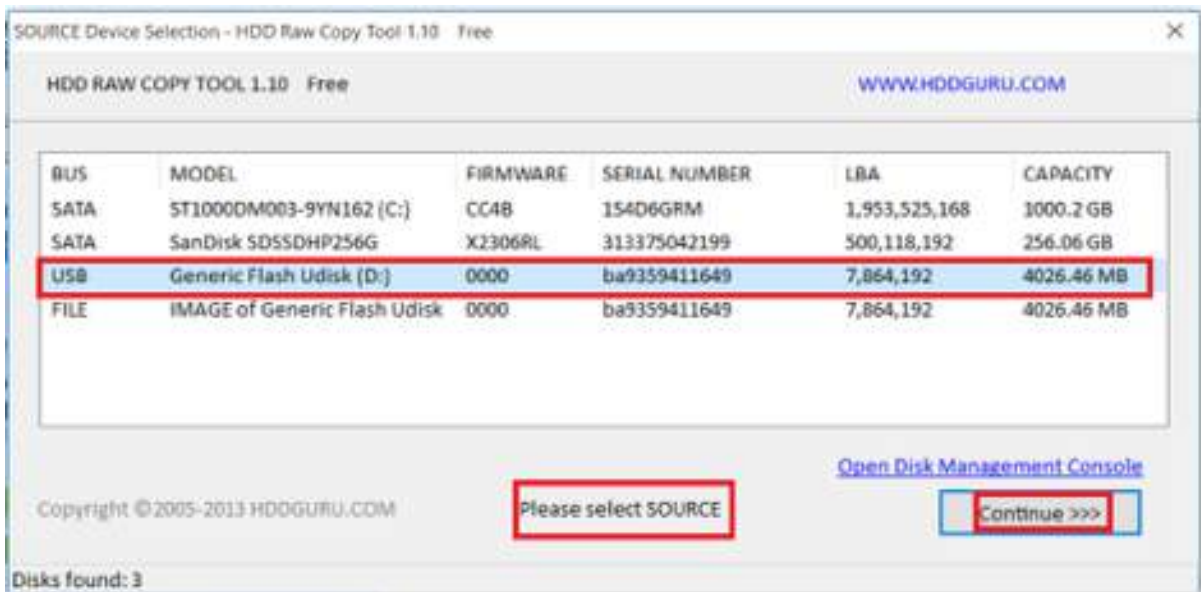 SOURCE Device Selection - HDD Raw Copy Tool 1.10 Free
HDD RAW COPY TOOL 1.10 Free WWW.HDDGURU.COM
BUS MODEL FIRMWARE SERIAL NUMBER LBA CAPACITY
SATA ST1000DM003-9YN162 (C:) CC4B 1S4D6GRM 1,953,525,168 1000.2 GB
SATA SanDisk SDSSDHP256G X2306RL 313375042199 500,118,192 256.06 GB
USB Generic Flash Udisk (D:) 0000 ba9359411649 7,864,192 4026.46 MB
FILE IMAGE of Generic Flash Udisk 0000 ba9359411649 7,864,192 4026.46 MB
Open Disk Management Console
Copyright ©2005-2013 HDDGURU.COM Please select SOURCE Continue >>>
Disks found: 3